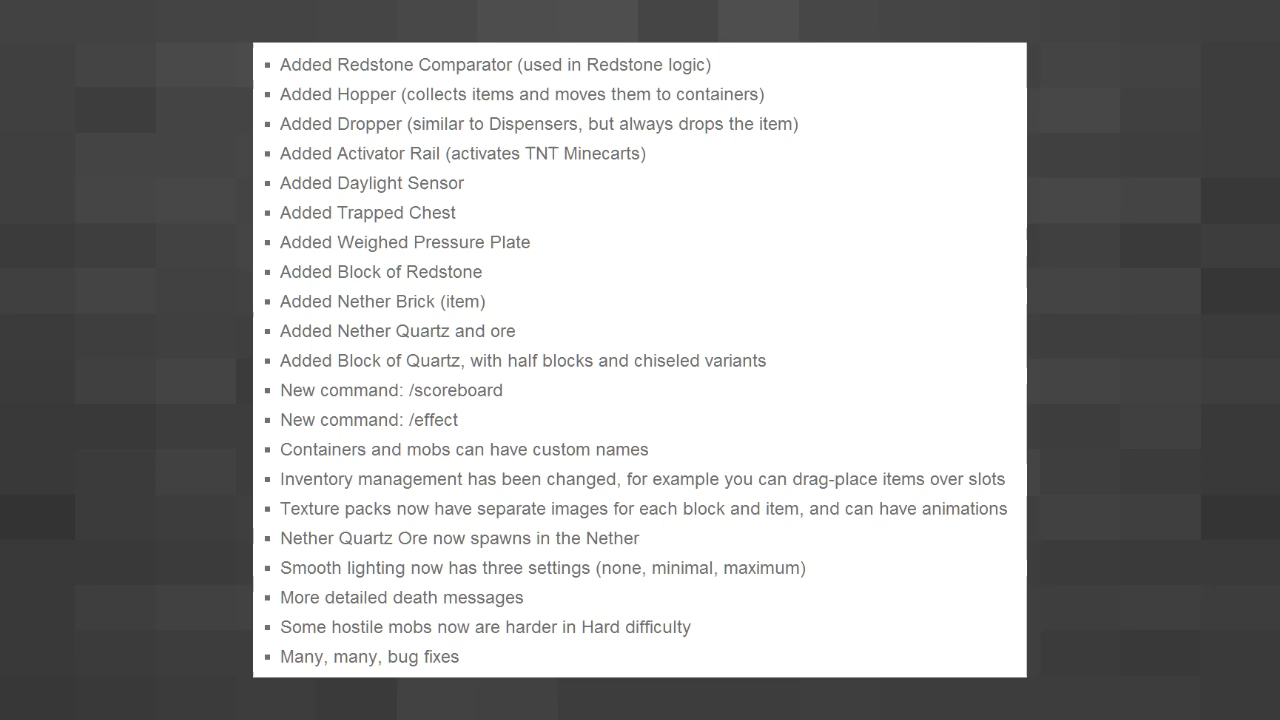 Added Redstone Comparator (used in Redstone logic)
Added Hopper (collects items and moves them to containers)
Added Dropper (similar to Dispensers, but always drops the item)
Added Activator Rail (activates TNT Minecarts)
Added Daylight Sensor
Added Trapped Chest
Added Weighed Pressure Plate
Added Block of Redstone
Added Nether Brick (item)
Added Nether Quartz and ore
Added Block of Quartz, with half blocks and chiseled variants
New command: /scoreboard
New command: /effect
Containers and mobs can have custom names
Inventory management has been changed, for example you can drag-place items over slots
Texture packs now have separate images for each block and item, and can have animations
Nether Quartz Ore now spawns in the Nether
Smooth lighting now has three settings (none, minimal, maximum)
More detailed death messages
Some hostile mobs now are harder in Hard difficulty
Many, many, bug fixes